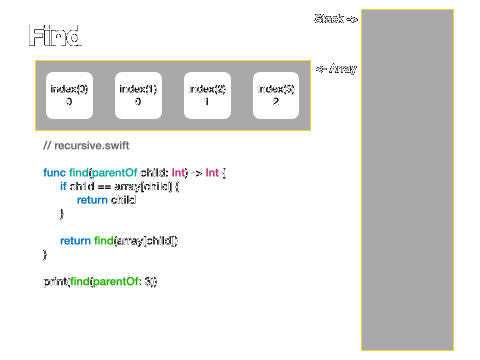 Stack ->
Find
<- Array
index(0) index(1) index(2) index(3)
0 0 1 2
// recursive.swift
func find(parentOf child: Int) -> Int {
if child == array[child] {
return child
}
return find(array[child])
}
print(find(parentOf: 3))